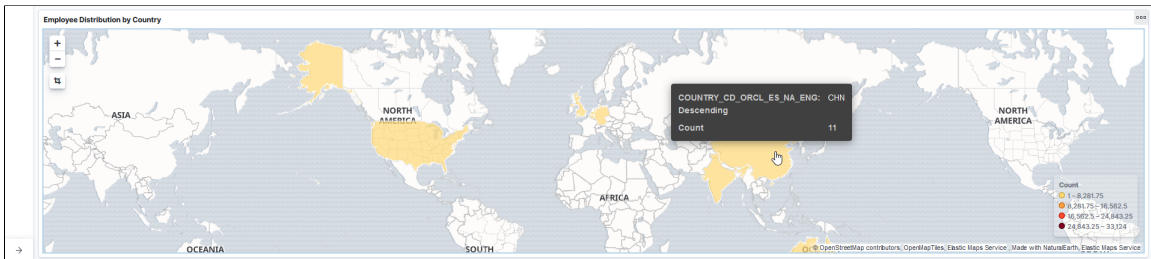 Employee Distribution by Country
ASIA
NORTH
AMERICA
COUNTRY_CD_ORCL_ES_NA_ENG: CHN
Descending
Count 11
NORTH
AMERICA
AFRICA
OCEANIA
SOUTH
Count
1 – 8,281.75
8,281.75 – 16,562.5
16,562.5 – 24,843.25
24,843.25 – 33,124
© OpenStreetMap contributors, OpenMapTiles, Elastic Maps Service, Made with NaturalEarth, Elastic Maps Service